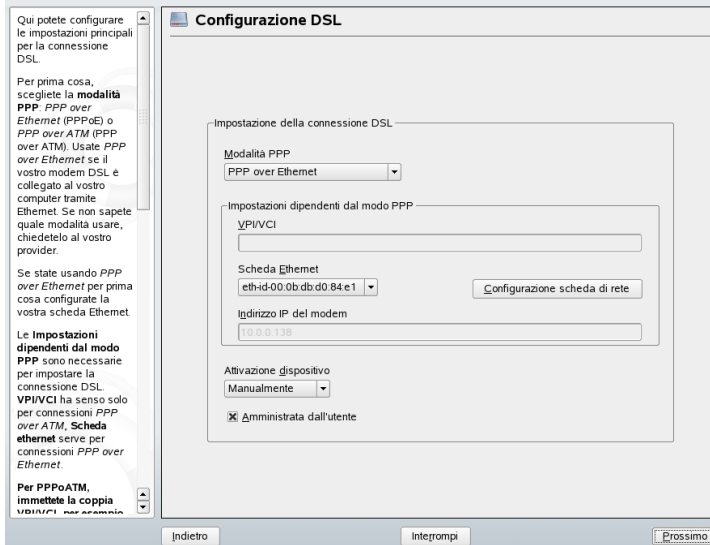 Qui potete configurare
le impostazioni principali
per la connessione
DSL.
Per prima cosa,
scegliete la modalità
PPP: PPP over
Ethernet (PPPoE) o
PPP over ATM (PPP
over ATM). Usate PPP
over Ethernet se il
vostro modem DSL è
collegato al vostro
computer tramite
Ethernet. Se non sapete
quale modalità usare,
chiedetelo al vostro
provider.
Se state usando PPP
over Ethernet per prima
cosa configurate la
vostra scheda Ethernet.
Le Impostazioni
dipendenti dal modo
PPP sono necessarie
per impostare la
connessione DSL.
VPI/VCI ha senso solo
per connessioni PPP
over ATM, Scheda
ethernet serve per
connessioni PPP over
Ethernet.
Per PPPoATM,
immettete la coppia
VPI/VCI, per esempio
Configurazione DSL
Impostazione della connessione DSL
Modalità PPP
PPP over Ethernet
Impostazioni dipendenti dal modo PPP
VPI/VCI
Scheda Ethernet
eth-id-00:0b:db:d0:84:e1
Configurazione scheda di rete
Indirizzo IP del modem
10.0.0.138
Attivazione dispositivo
Manualmente
Amministrata dall'utente
Indietro
Interrompi
Prossimo